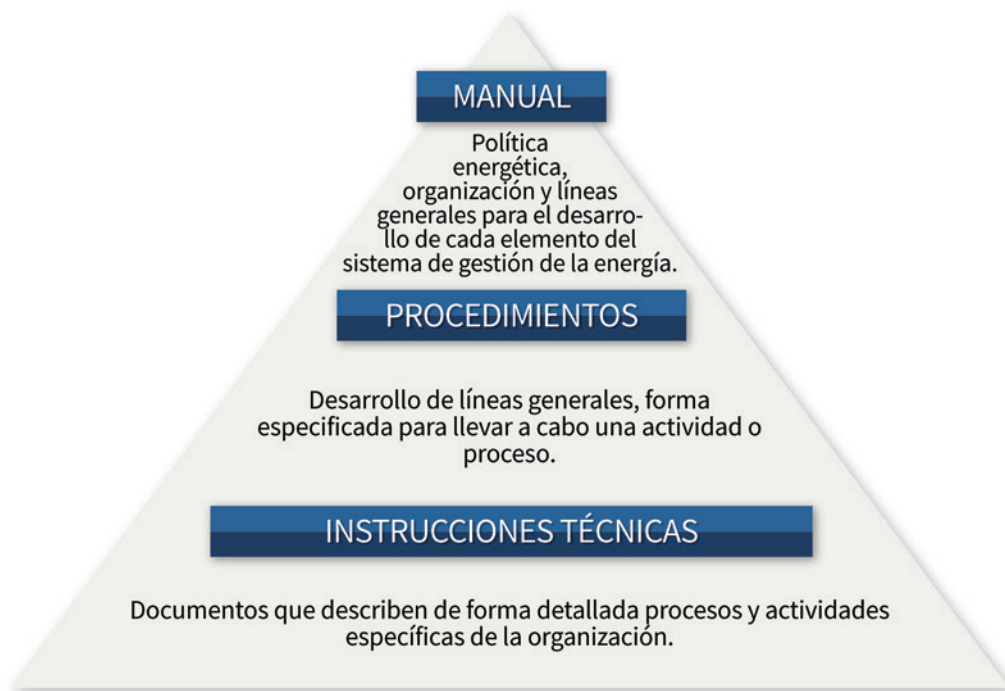 MANUAL
Política
energética,
organización y líneas
generales para el desarro-
llo de cada elemento del
sistema de gestión de la energía.
PROCEDIMIENTOS
Desarrollo de líneas generales, forma
especificada para llevar a cabo una actividad o
proceso.
INSTRUCCIONES TÉCNICAS
Documentos que describen de forma detallada procesos y actividades
específicas de la organización.